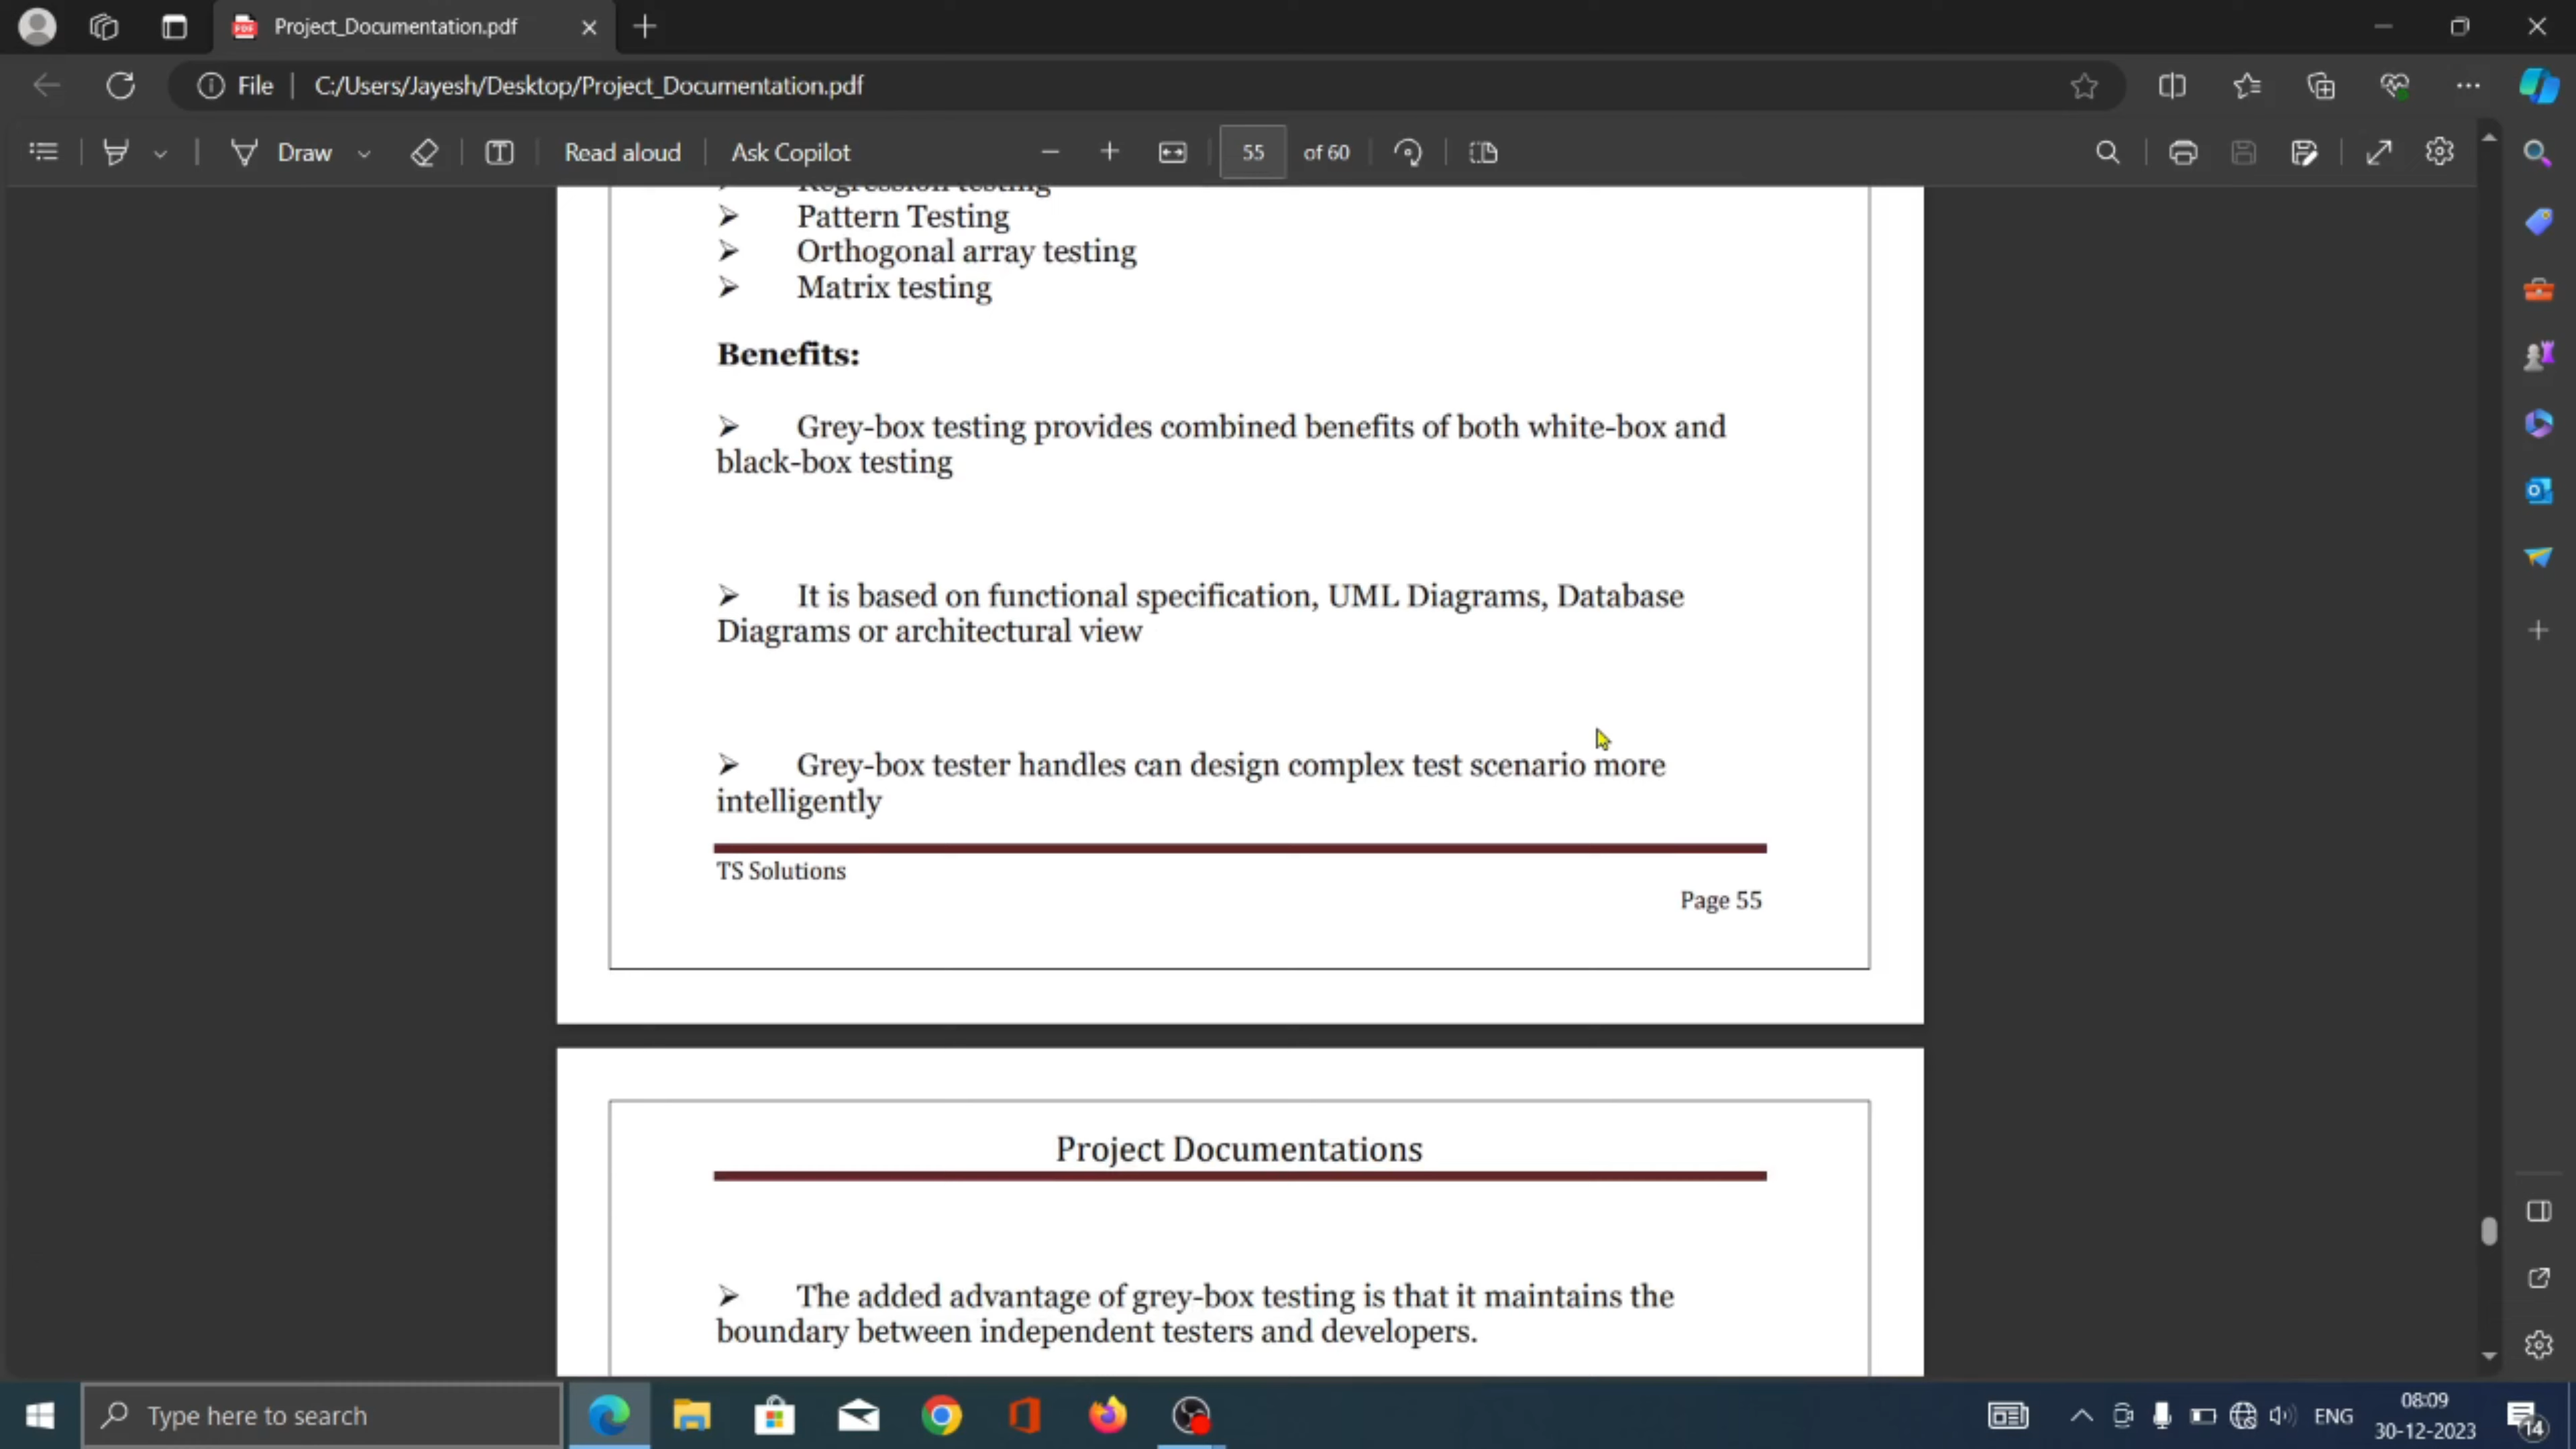 Project_Documentation.pdf
File C:/Users/Jayesh/Desktop/Project_Documentation.pdf
Draw Read aloud Ask Copilot 55 of 60
Regression testing
➢ Pattern Testing
➢ Orthogonal array testing
➢ Matrix testing
Benefits:
➢ Grey-box testing provides combined benefits of both white-box and
black-box testing
➢ It is based on functional specification, UML Diagrams, Database
Diagrams or architectural view
➢ Grey-box tester handles can design complex test scenario more
intelligently
TS Solutions
Page 55
Project Documentations
➢ The added advantage of grey-box testing is that it maintains the
boundary between independent testers and developers.
Type here to search
ENG
08:09
30-12-2023
14